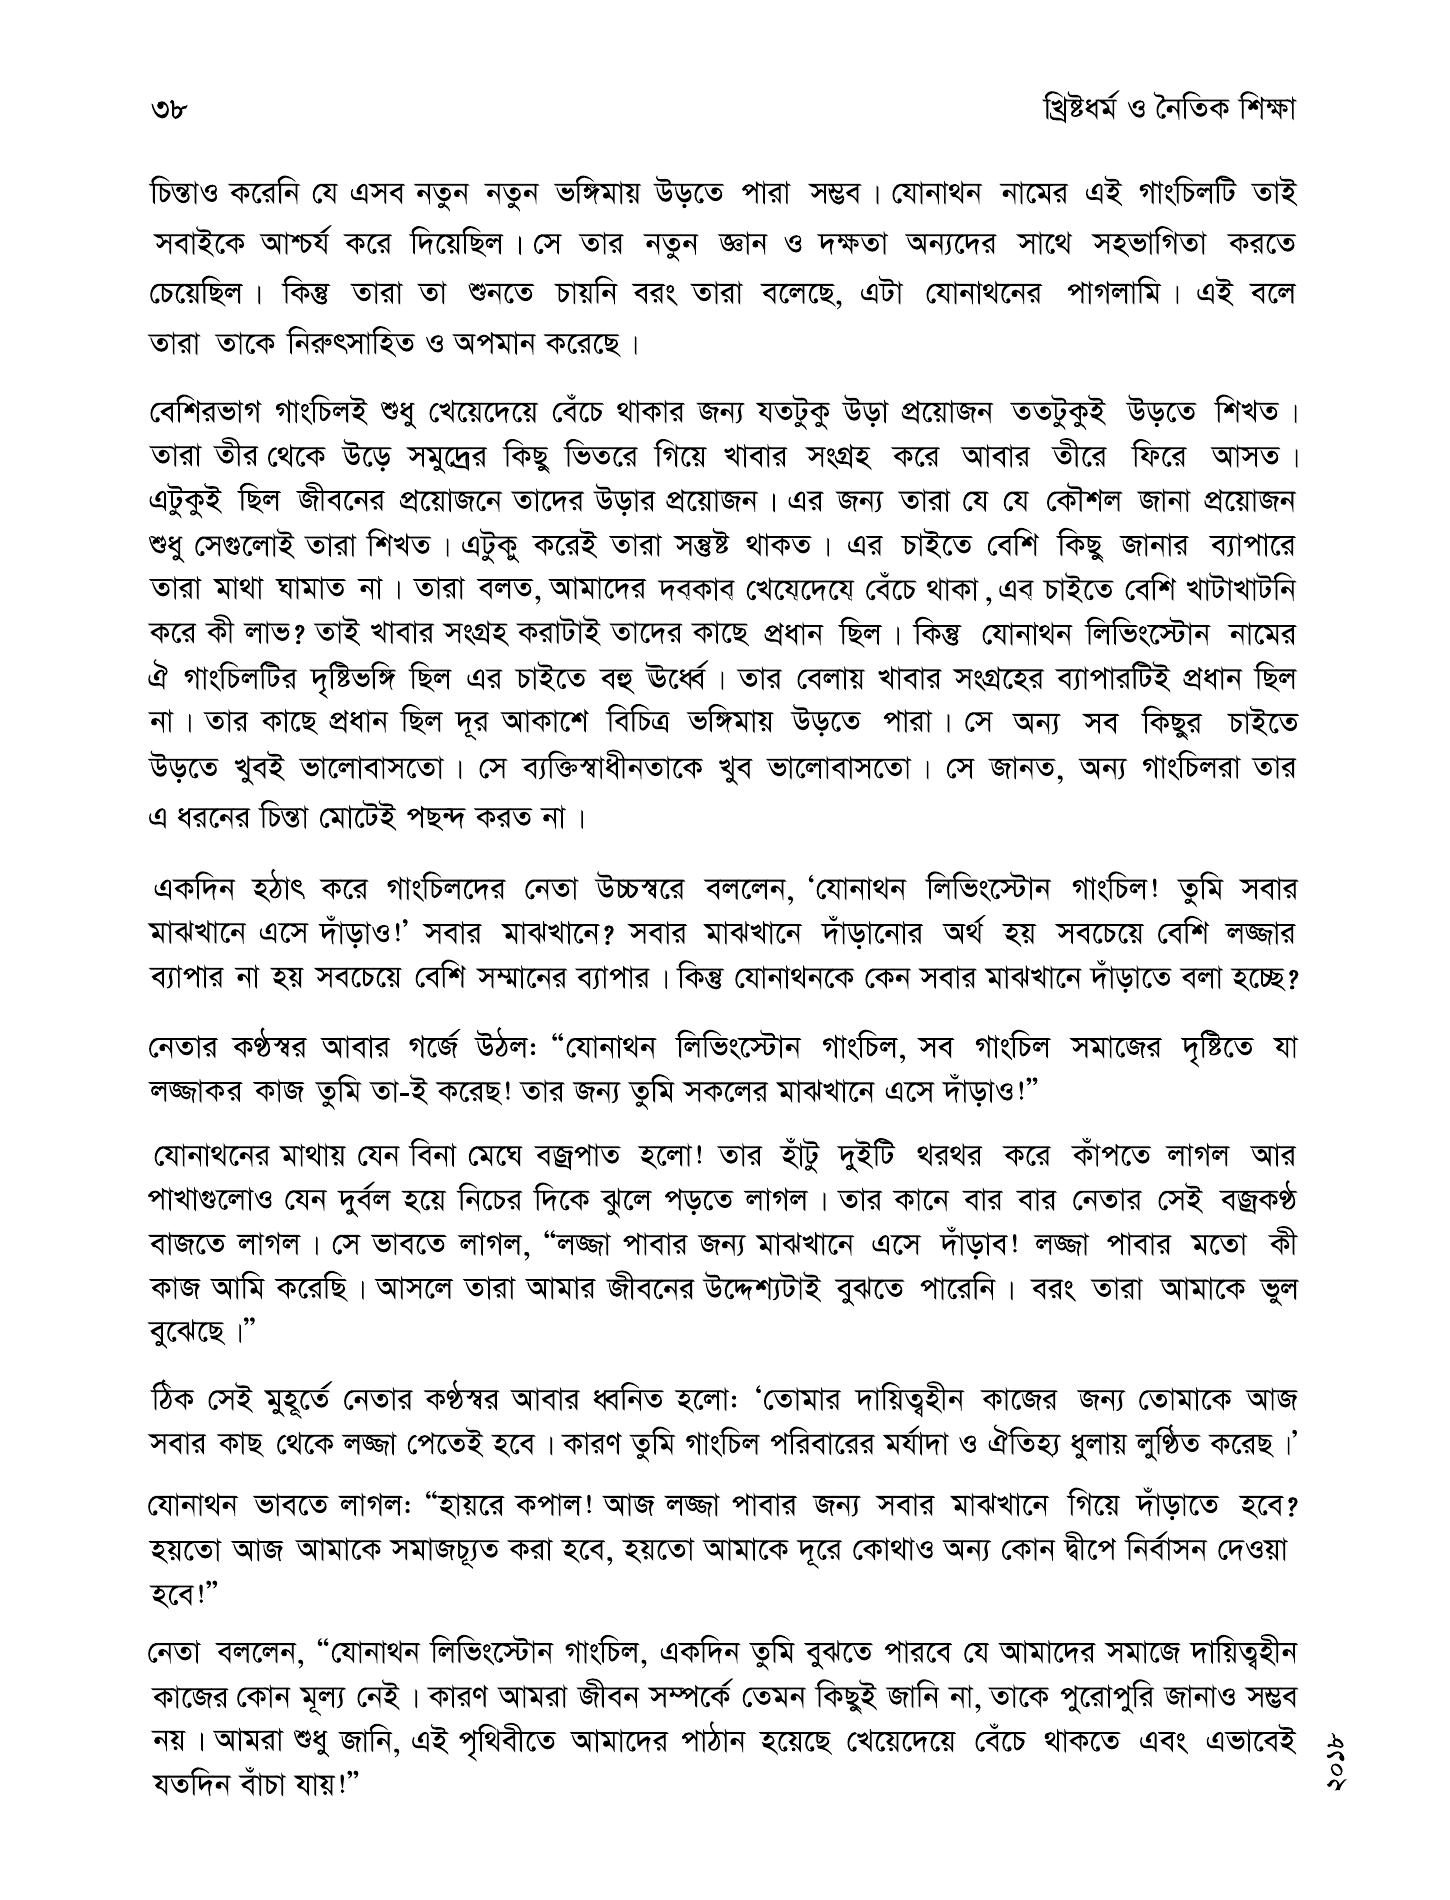 ৩৮
খ্রিষ্টধর্ম ও নৈতিক শিক্ষা
চিন্তাও করেনি যে এসব নতুন নতুন ভঙ্গিমায় উড়তে পারা সম্ভব। যোনাথন নামের এই গাংচিলটি তাই
সবাইকে আশ্চর্য করে দিয়েছিল। সে তার নতুন জ্ঞান ও দক্ষতা অন্যদের সাথে সহভাগিতা করতে
চেয়েছিল। কিন্তু তারা তা শুনতে চায়নি বরং তারা বলেছে, এটা যোনাথনের পাগলামি। এই বলে
তারা তাকে নিরুৎসাহিত ও অপমান করেছে।
বেশিরভাগ গাংচিলই শুধু খেয়েদেয়ে বেঁচে থাকার জন্য যতটুকু উড়া প্রয়োজন ততটুকুই উড়তে শিখত।
তারা তীর থেকে উড়ে সমুদ্রের কিছু ভিতরে গিয়ে খাবার সংগ্রহ করে আবার তীরে ফিরে আসত।
এটুকুই ছিল জীবনের প্রয়োজনে তাদের উড়ার প্রয়োজন। এর জন্য তারা যে যে কৌশল জানা প্রয়োজন
শুধু সেগুলোই তারা শিখত। এটুকু করেই তারা সন্তুষ্ট থাকত। এর চাইতে বেশি কিছু জানার ব্যাপারে
তারা মাথা ঘামাত না। তারা বলত, আমাদের দরকার খেয়েদেয়ে বেঁচে থাকা, এর চাইতে বেশি খাটাখাটনি
করে কী লাভ? তাই খাবার সংগ্রহ করাটাই তাদের কাছে প্রধান ছিল। কিন্তু যোনাথন লিভিংস্টোন নামের
ঐ গাংচিলটির দৃষ্টিভঙ্গি ছিল এর চাইতে বহু ঊর্ধ্বে। তার বেলায় খাবার সংগ্রহের ব্যাপারটিই প্রধান ছিল
না। তার কাছে প্রধান ছিল দূর আকাশে বিচিত্র ভঙ্গিমায় উড়তে পারা। সে অন্য সব কিছুর চাইতে
উড়তে খুবই ভালোবাসতো। সে ব্যক্তিস্বাধীনতাকে খুব ভালোবাসতো। সে জানত, অন্য গাংচিলরা তার
এ ধরনের চিন্তা মোটেই পছন্দ করত না।
একদিন হঠাৎ করে গাংচিলদের নেতা উচ্চস্বরে বললেন, ‘যোনাথন লিভিংস্টোন গাংচিল! তুমি সবার
মাঝখানে এসে দাঁড়াও!’ সবার মাঝখানে? সবার মাঝখানে দাঁড়ানোর অর্থ হয় সবচেয়ে বেশি লজ্জার
ব্যাপার না হয় সবচেয়ে বেশি সম্মানের ব্যাপার। কিন্তু যোনাথনকে কেন সবার মাঝখানে দাঁড়াতে বলা হচ্ছে?
নেতার কণ্ঠস্বর আবার গর্জে উঠল: “যোনাথন লিভিংস্টোন গাংচিল, সব গাংচিল সমাজের দৃষ্টিতে যা
লজ্জাকর কাজ তুমি তা-ই করেছ! তার জন্য তুমি সকলের মাঝখানে এসে দাঁড়াও!”
যোনাথনের মাথায় যেন বিনা মেঘে বজ্রপাত হলো! তার হাঁটু দুইটি থরথর করে কাঁপতে লাগল আর
পাখাগুলোও যেন দুর্বল হয়ে নিচের দিকে ঝুলে পড়তে লাগল। তার কানে বার বার নেতার সেই বজ্রকণ্ঠ
বাজতে লাগল। সে ভাবতে লাগল, “লজ্জা পাবার জন্য মাঝখানে এসে দাঁড়াব! লজ্জা পাবার মতো কী
কাজ আমি করেছি। আসলে তারা আমার জীবনের উদ্দেশ্যটাই বুঝতে পারেনি। বরং তারা আমাকে ভুল
বুঝেছে।”
ঠিক সেই মুহূর্তে নেতার কণ্ঠস্বর আবার ধ্বনিত হলো: ‘তোমার দায়িত্বহীন কাজের জন্য তোমাকে আজ
সবার কাছ থেকে লজ্জা পেতেই হবে। কারণ তুমি গাংচিল পরিবারের মর্যাদা ও ঐতিহ্য ধুলায় লুণ্ঠিত করেছ।’
যোনাথন ভাবতে লাগল: “হায়রে কপাল! আজ লজ্জা পাবার জন্য সবার মাঝখানে গিয়ে দাঁড়াতে হবে?
হয়তো আজ আমাকে সমাজচ্যূত করা হবে, হয়তো আমাকে দূরে কোথাও অন্য কোন দ্বীপে নির্বাসন দেওয়া
হবে!”
নেতা বললেন, “যোনাথন লিভিংস্টোন গাংচিল, একদিন তুমি বুঝতে পারবে যে আমাদের সমাজে দায়িত্বহীন
কাজের কোন মূল্য নেই। কারণ আমরা জীবন সম্পর্কে তেমন কিছুই জানি না, তাকে পুরোপুরি জানাও সম্ভব
নয়। আমরা শুধু জানি, এই পৃথিবীতে আমাদের পাঠান হয়েছে খেয়েদেয়ে বেঁচে থাকতে এবং এভাবেই
যতদিন বাঁচা যায়!”
২০১৮